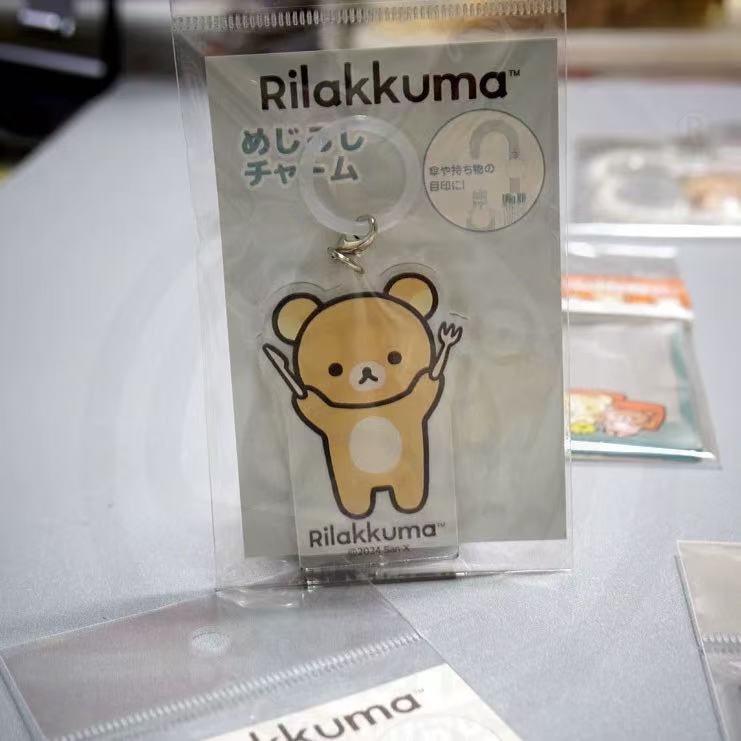 Rilakkuma™
めじるし
チャーム
傘や持ち物の
目印に!
Rilakkuma™
©2024 San-X
kkuma™